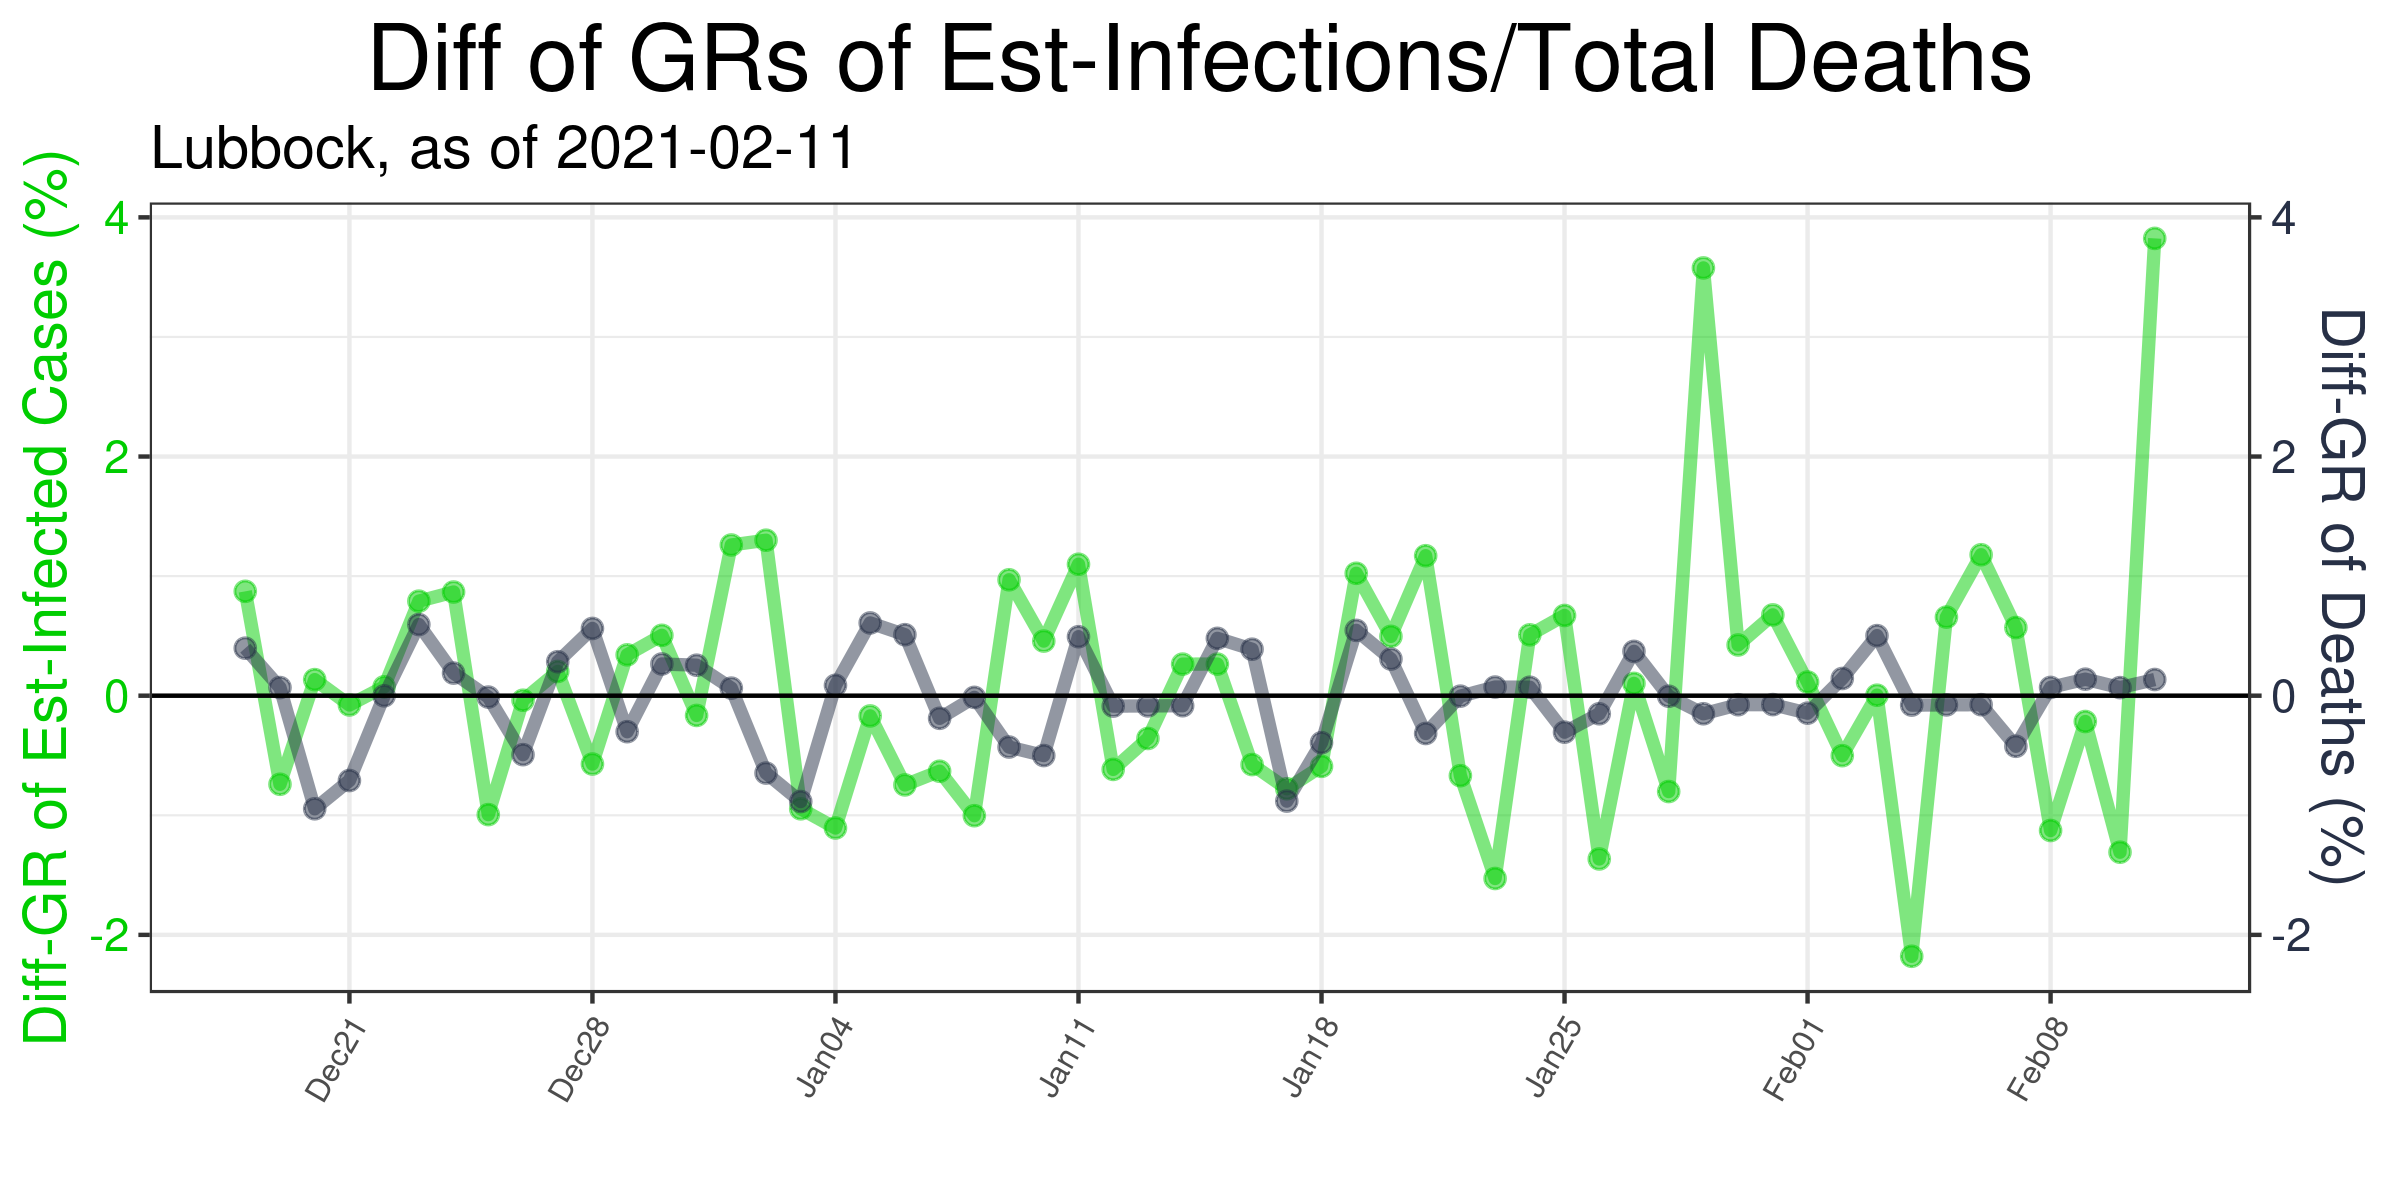 Diff of GRs of Est-Infections/Total Deaths
Lubbock, as of 2021-02-11
Diff-GR of Est-Infected Cases (%)
4
2
0
-2
4
2
0
-2
Diff-GR of Deaths (%)
Dec21
Dec28
Jan04
Jan11
Jan18
Jan25
Feb01
Feb08